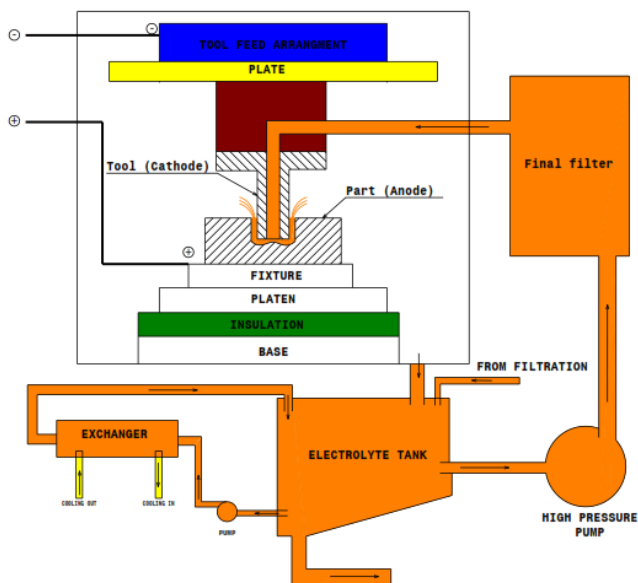 TOOL FEED ARRANGMENT
PLATE
Final filter
Tool (Cathode)
Part (Anode)
FIXTURE
PLATEN
INSULATION
BASE
FROM FILTRATION
EXCHANGER
ELECTROLYTE TANK
COOLING OUT
COOLING IN
PUMP
HIGH PRESSURE
PUMP